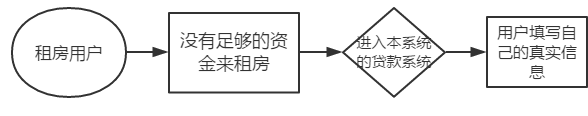 租房用户
没有足够的资
金来租房
进入本系统
的贷款系统
用户填写自
己的真实信
息